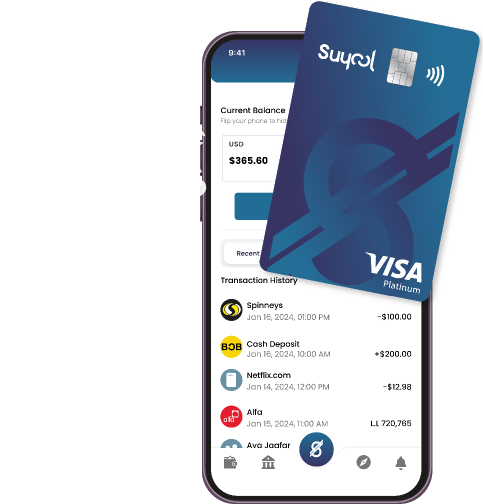 9:41
Suyool
Current Balance
Flip your phone to hid
USD
$365.60
VISA
Platinum
Recent
Transaction History
Spinneys
Jan 16, 2024, 01:00 PM
-$100.00
BOB
Cash Deposit
Jan 16, 2024, 10:00 AM
+$200.00
Netflix.com
Jan 14, 2024, 12:00 PM
-$12,98
alfa
Alfa
Jan 15, 2024, 11:00 AM
L.L 720,765
Aya Jaafar